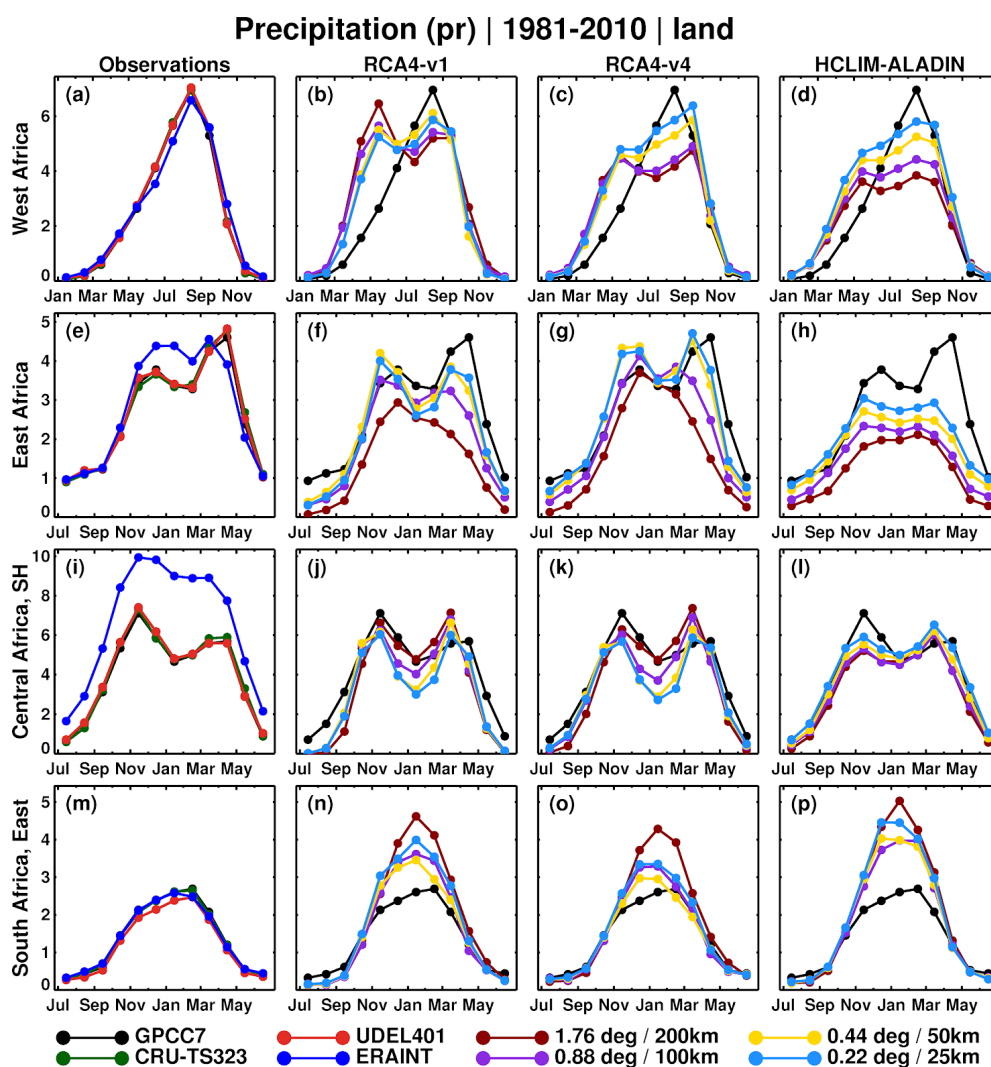 Precipitation (pr) | 1981-2010 | land
Observations RCA4-v1 RCA4-v4 HCLIM-ALADIN
West Africa
6
4
2
0
(a) (b) (c) (d)
Jan Mar May Jul Sep Nov Jan Mar May Jul Sep Nov Jan Mar May Jul Sep Nov Jan Mar May Jul Sep Nov
East Africa
5
4
3
2
1
0
(e) (f) (g) (h)
Jul Sep Nov Jan Mar May Jul Sep Nov Jan Mar May Jul Sep Nov Jan Mar May Jul Sep Nov Jan Mar May
Central Africa, SH
10
8
6
4
2
0
(i) (j) (k) (l)
Jul Sep Nov Jan Mar May Jul Sep Nov Jan Mar May Jul Sep Nov Jan Mar May Jul Sep Nov Jan Mar May
South Africa, East
5
4
3
2
1
0
(m) (n) (o) (p)
Jul Sep Nov Jan Mar May Jul Sep Nov Jan Mar May Jul Sep Nov Jan Mar May Jul Sep Nov Jan Mar May
GPCC7 UDEL401 1.76 deg / 200km 0.44 deg / 50km
CRU-TS323 ERAINT 0.88 deg / 100km 0.22 deg / 25km